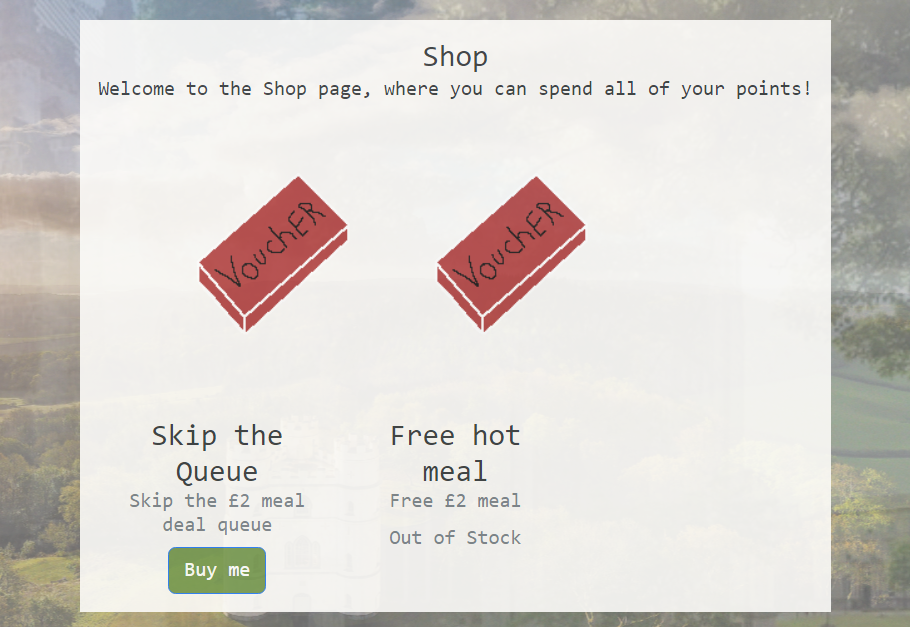 Shop
Welcome to the Shop page, where you can spend all of your points!
VouchER
VouchER
Skip the
Queue
Skip the £2 meal
deal queue
Buy me
Free hot
meal
Free £2 meal
Out of Stock